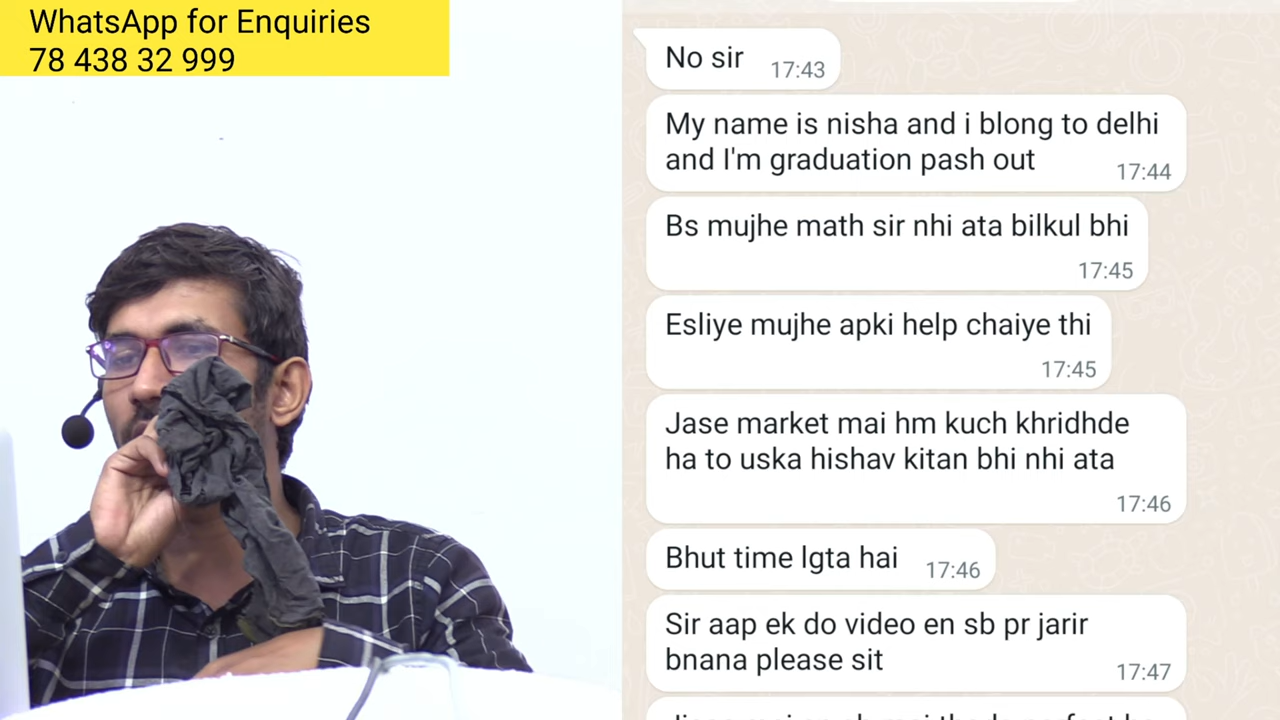 WhatsApp for Enquiries
78 438 32 999
No sir 17:43
My name is nisha and i blong to delhi
and I'm graduation pash out 17:44
Bs mujhe math sir nhi ata bilkul bhi
17:45
Esliye mujhe apki help chaiye thi
17:45
Jase market mai hm kuch khridhde
ha to uska hishav kitan bhi nhi ata
17:46
Bhut time lgta hai 17:46
Sir aap ek do video en sb pr jarir
bnana please sit 17:47